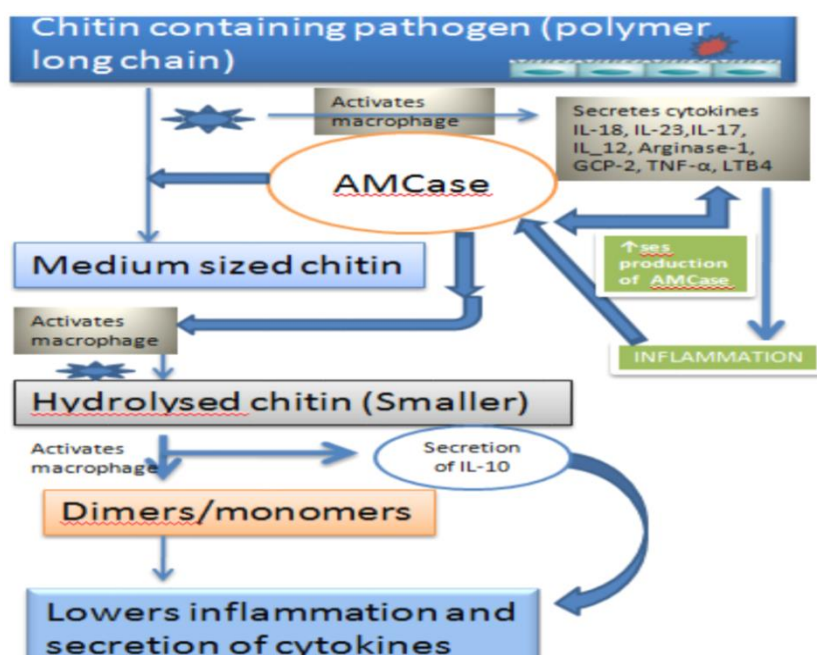 Chitin containing pathogen (polymer
long chain)
Activates
macrophage
Secretes cytokines
IL-18, IL-23,IL-17,
IL_12, Arginase-1,
GCP-2, TNF-α, LTB4
AMCase
Medium sized chitin
↑ses
production
of AMCase
Activates
macrophage
INFLAMMATION
Hydrolysed chitin (Smaller)
Activates
macrophage
Secretion
of IL-10
Dimers/monomers
Lowers inflammation and
secretion of cytokines